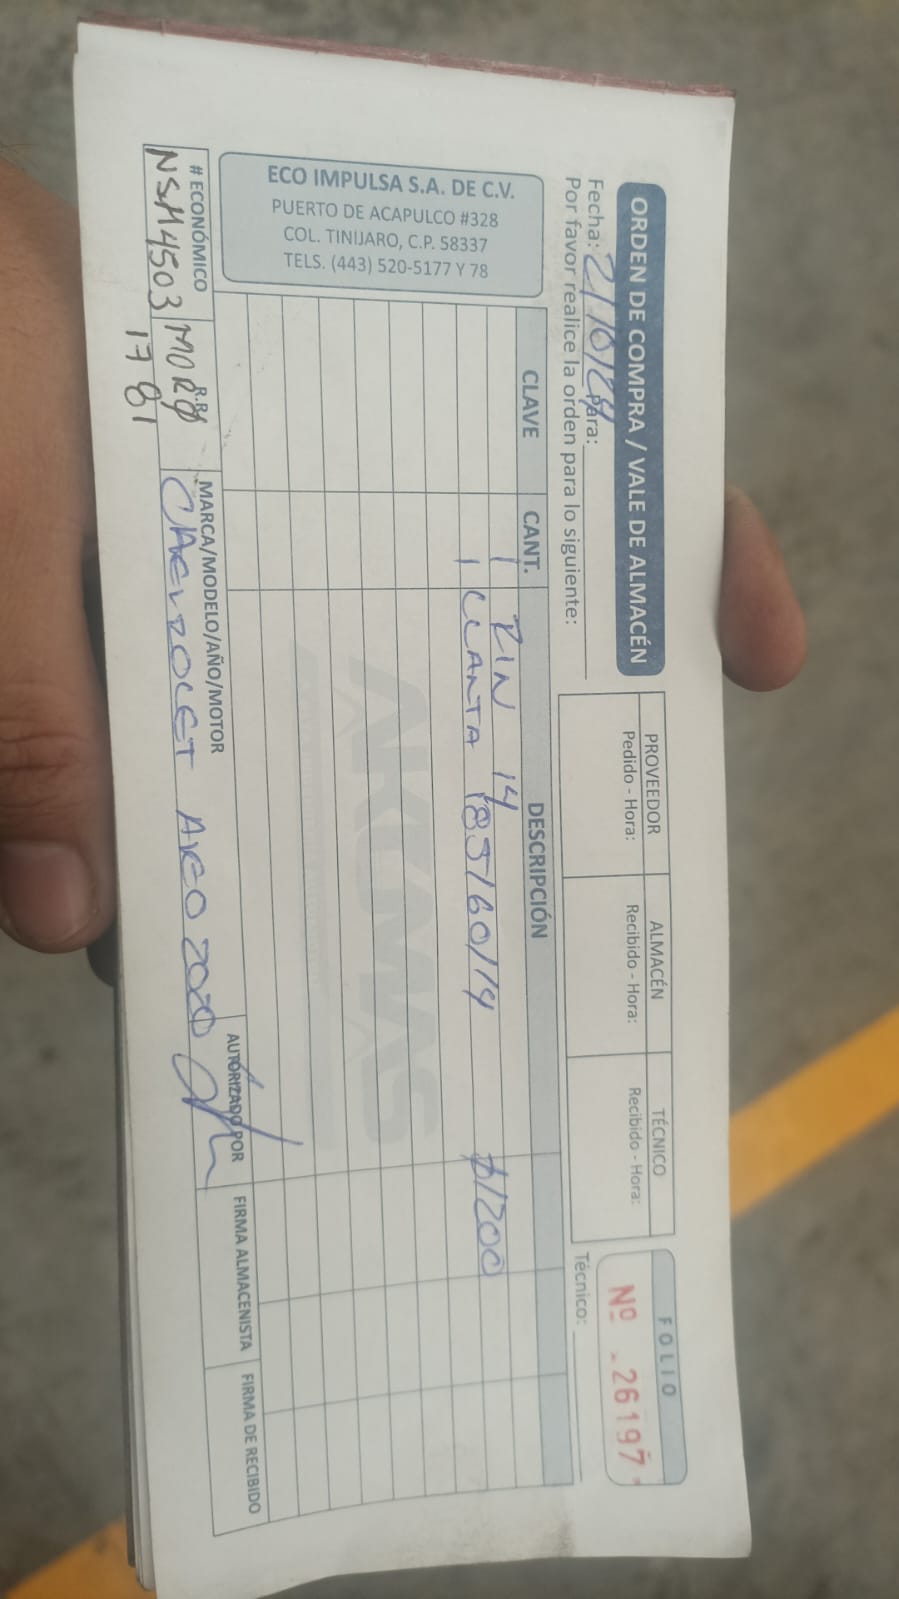 ORDEN DE COMPRA / VALE DE ALMACÉN
Fecha: 2/10/24 Para:
Por favor realice la orden para lo siguiente:
PROVEEDOR
Pedido - Hora:
ALMACÉN
Recibido - Hora:
TÉCNICO
Recibido - Hora:
FOLIO
Nº 26197
Técnico:
ECO IMPULSA S.A. DE C.V.
PUERTO DE ACAPULCO #328
COL. TINIJARO, C.P. 58337
TELS. (443) 520-5177 Y 78
CLAVE CANT. DESCRIPCIÓN
1 RIN 14
1 LLANTA 185/60/14 $1200
AKUMAS
# ECONÓMICO
NSH4503
MOR
17 81
MARCA/MODELO/AÑO/MOTOR
CHEVROLET AVEO 2020
AUTORIZADO POR
FIRMA ALMACENISTA
FIRMA DE RECIBIDO